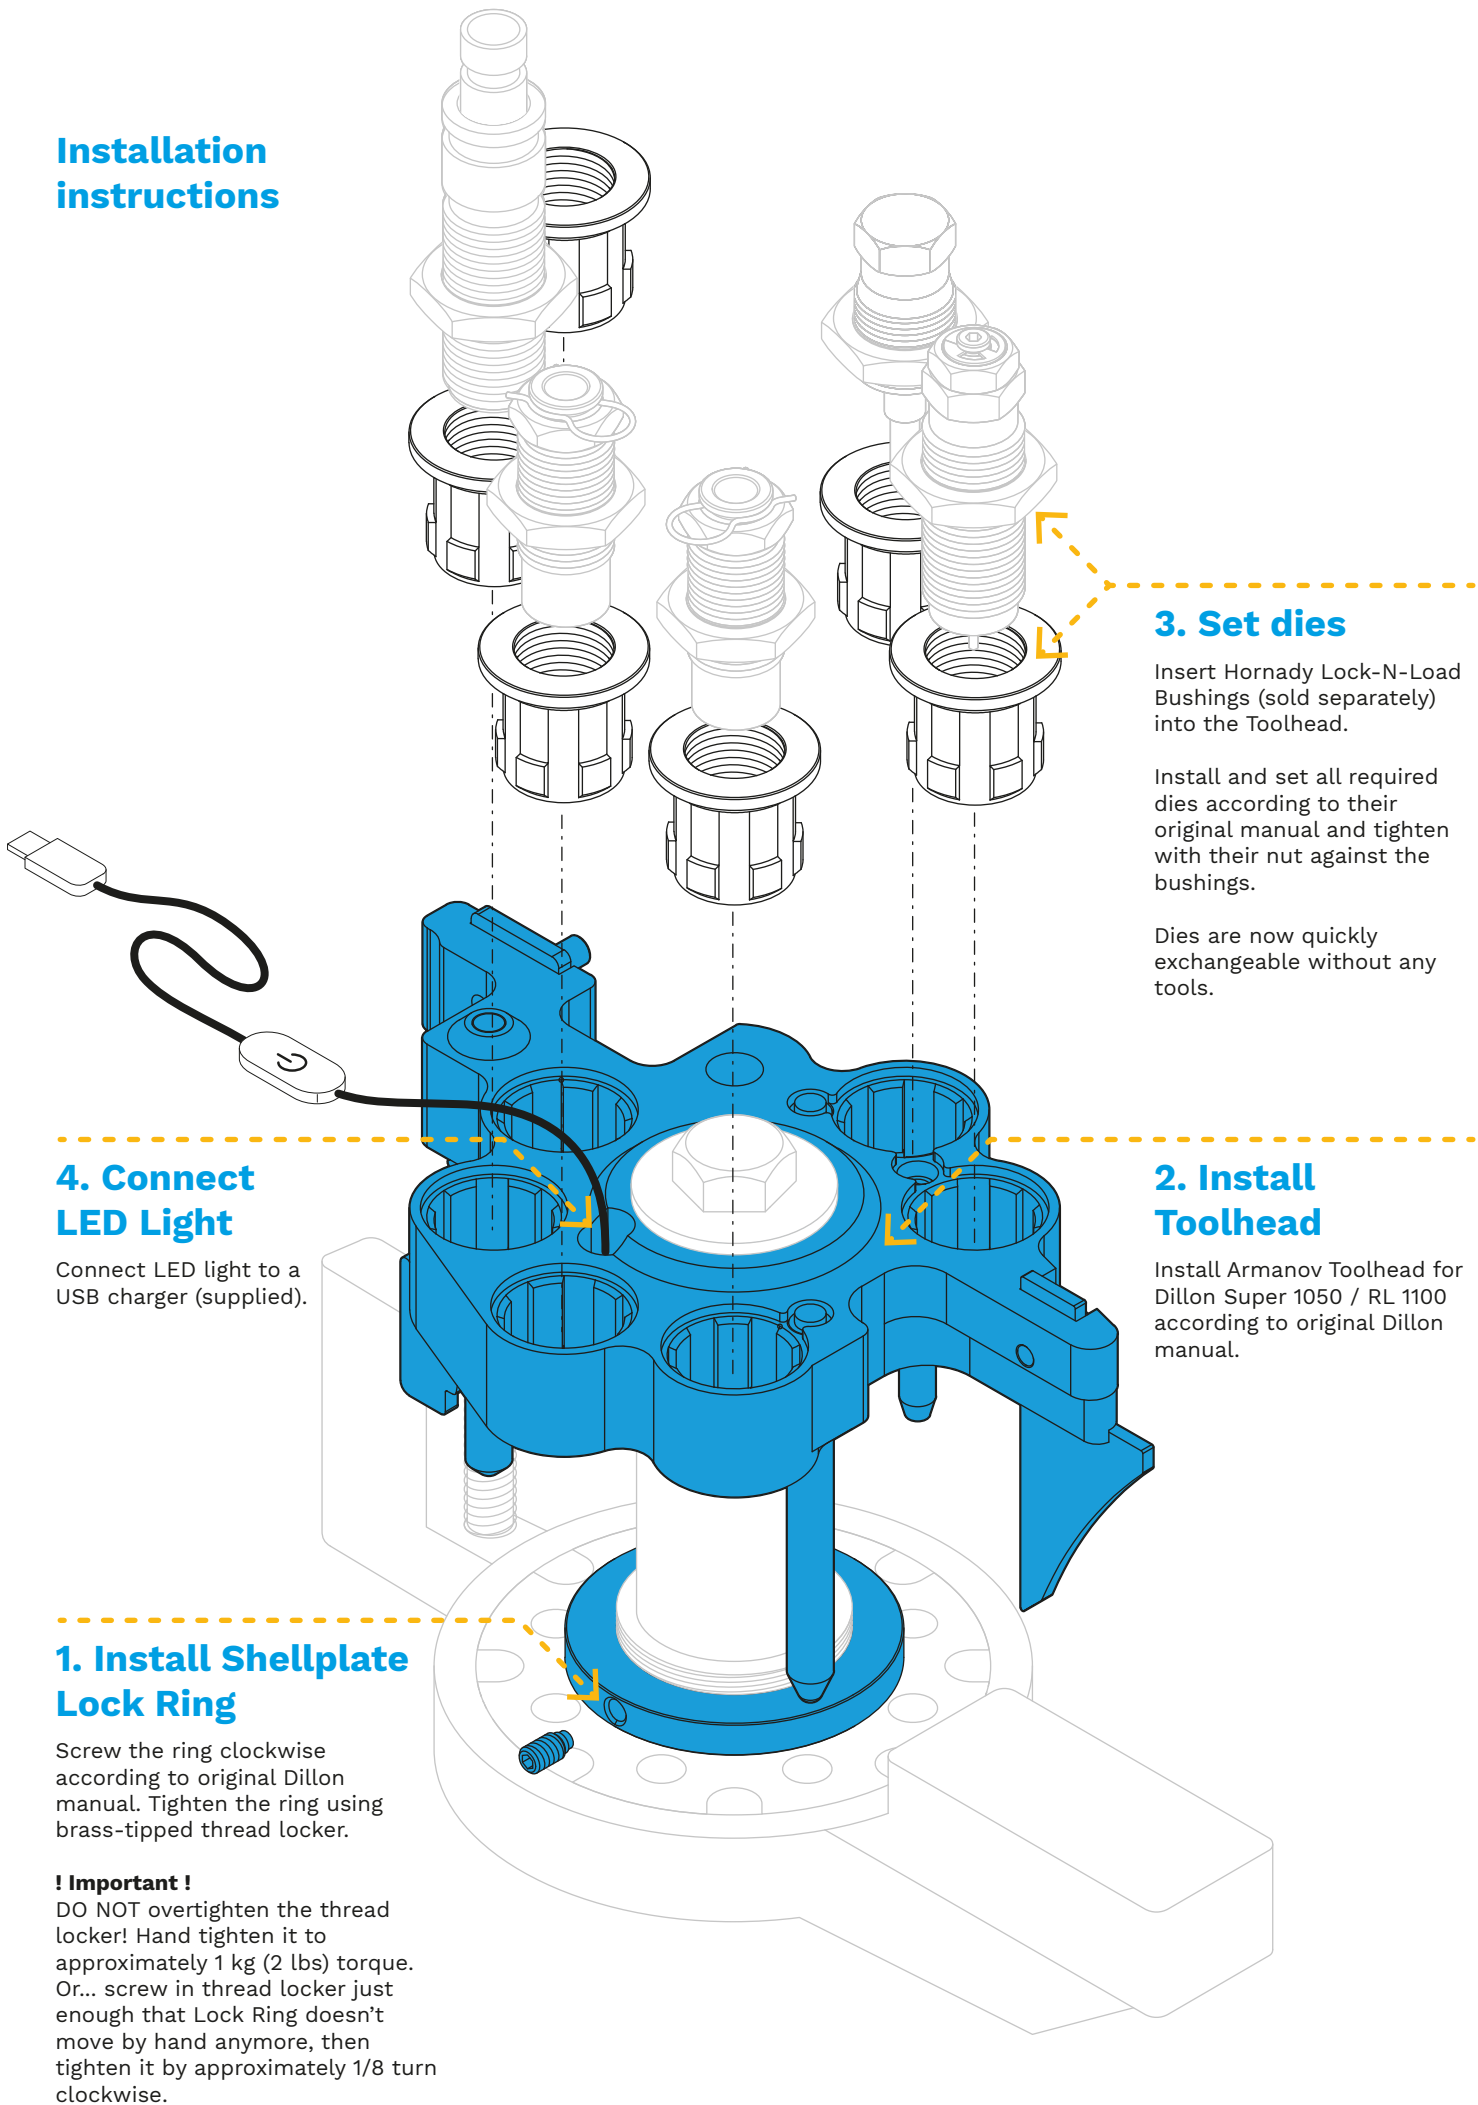 Installation
instructions
3. Set dies
Insert Hornady Lock-N-Load
Bushings (sold separately)
into the Toolhead.
Install and set all required
dies according to their
original manual and tighten
with their nut against the
bushings.
Dies are now quickly
exchangeable without any
tools.
4. Connect
LED Light
Connect LED light to a
USB charger (supplied).
2. Install
Toolhead
Install Armanov Toolhead for
Dillon Super 1050 / RL 1100
according to original Dillon
manual.
1. Install Shellplate
Lock Ring
Screw the ring clockwise
according to original Dillon
manual. Tighten the ring using
brass-tipped thread locker.
! Important !
DO NOT overtighten the thread
locker! Hand tighten it to
approximately 1 kg (2 lbs) torque.
Or... screw in thread locker just
enough that Lock Ring doesn’t
move by hand anymore, then
tighten it by approximately 1/8 turn
clockwise.